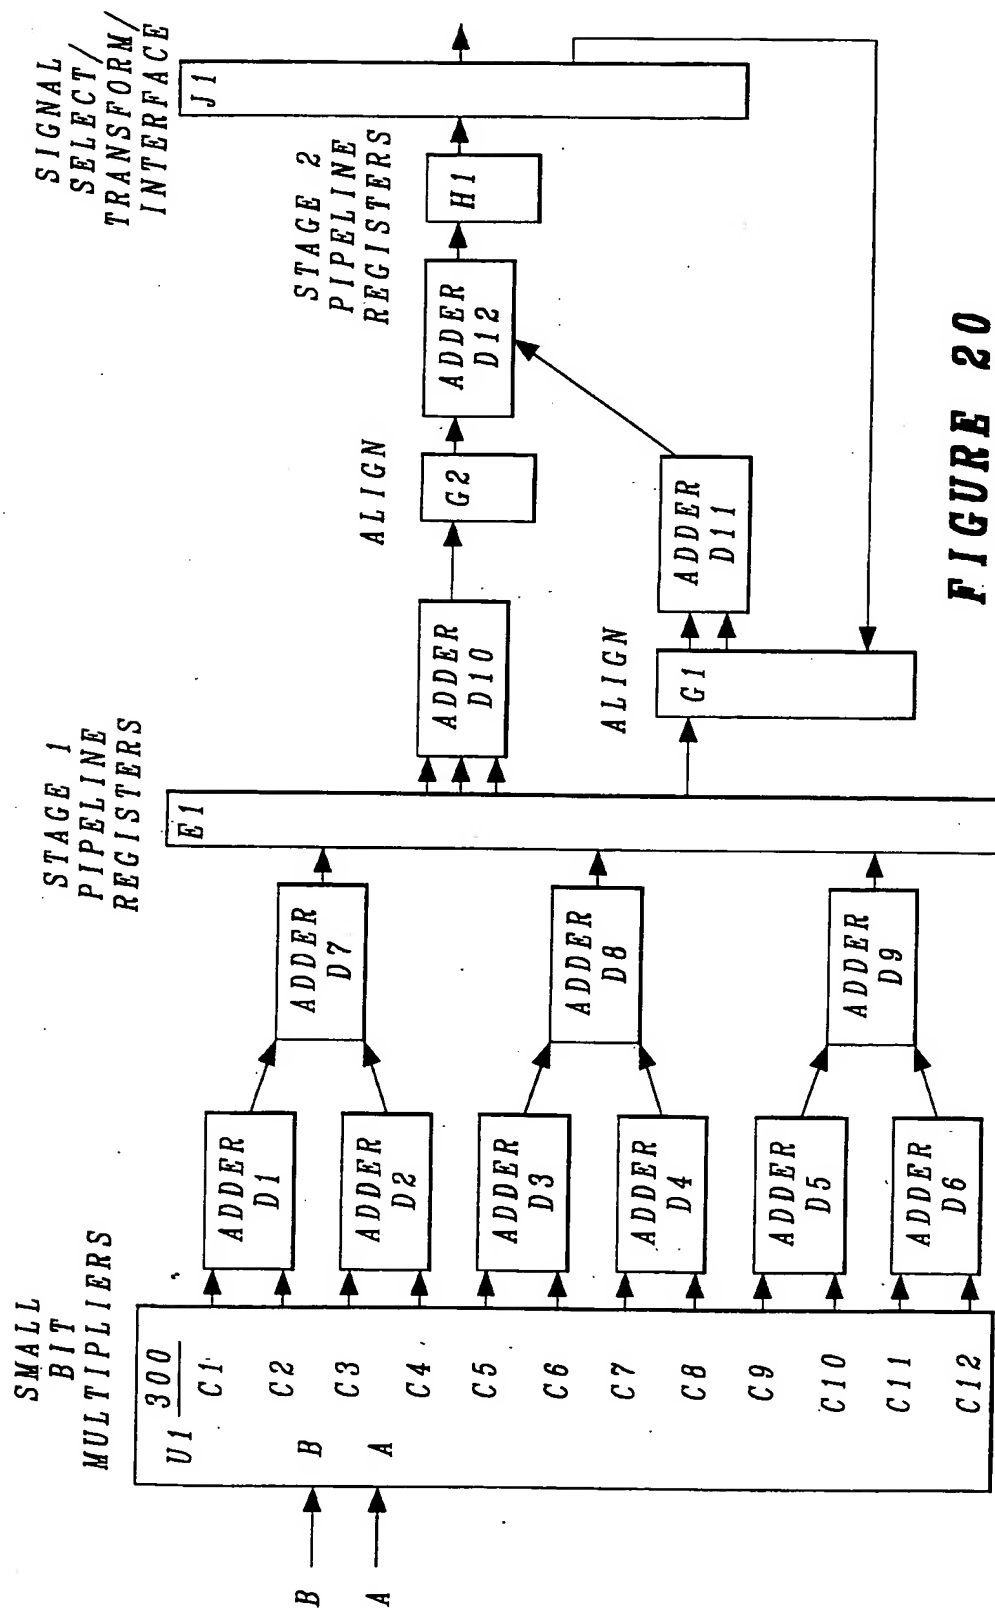 SMALL
BIT
MULTIPLIERS
U1 300
B
A
B
A
C1
C2
C3
C4
C5
C6
C7
C8
C9
C10
C11
C12
ADDER
D1
ADDER
D2
ADDER
D3
ADDER
D4
ADDER
D5
ADDER
D6
ADDER
D7
ADDER
D8
ADDER
D9
STAGE 1
PIPELINE
REGISTERS
E1
ADDER
D10
ALIGN
G1
ALIGN
G2
ADDER
D11
ADDER
D12
STAGE 2
PIPELINE
REGISTERS
H1
SIGNAL
SELECT/
TRANSFORM/
INTERFACE
J1
FIGURE 20